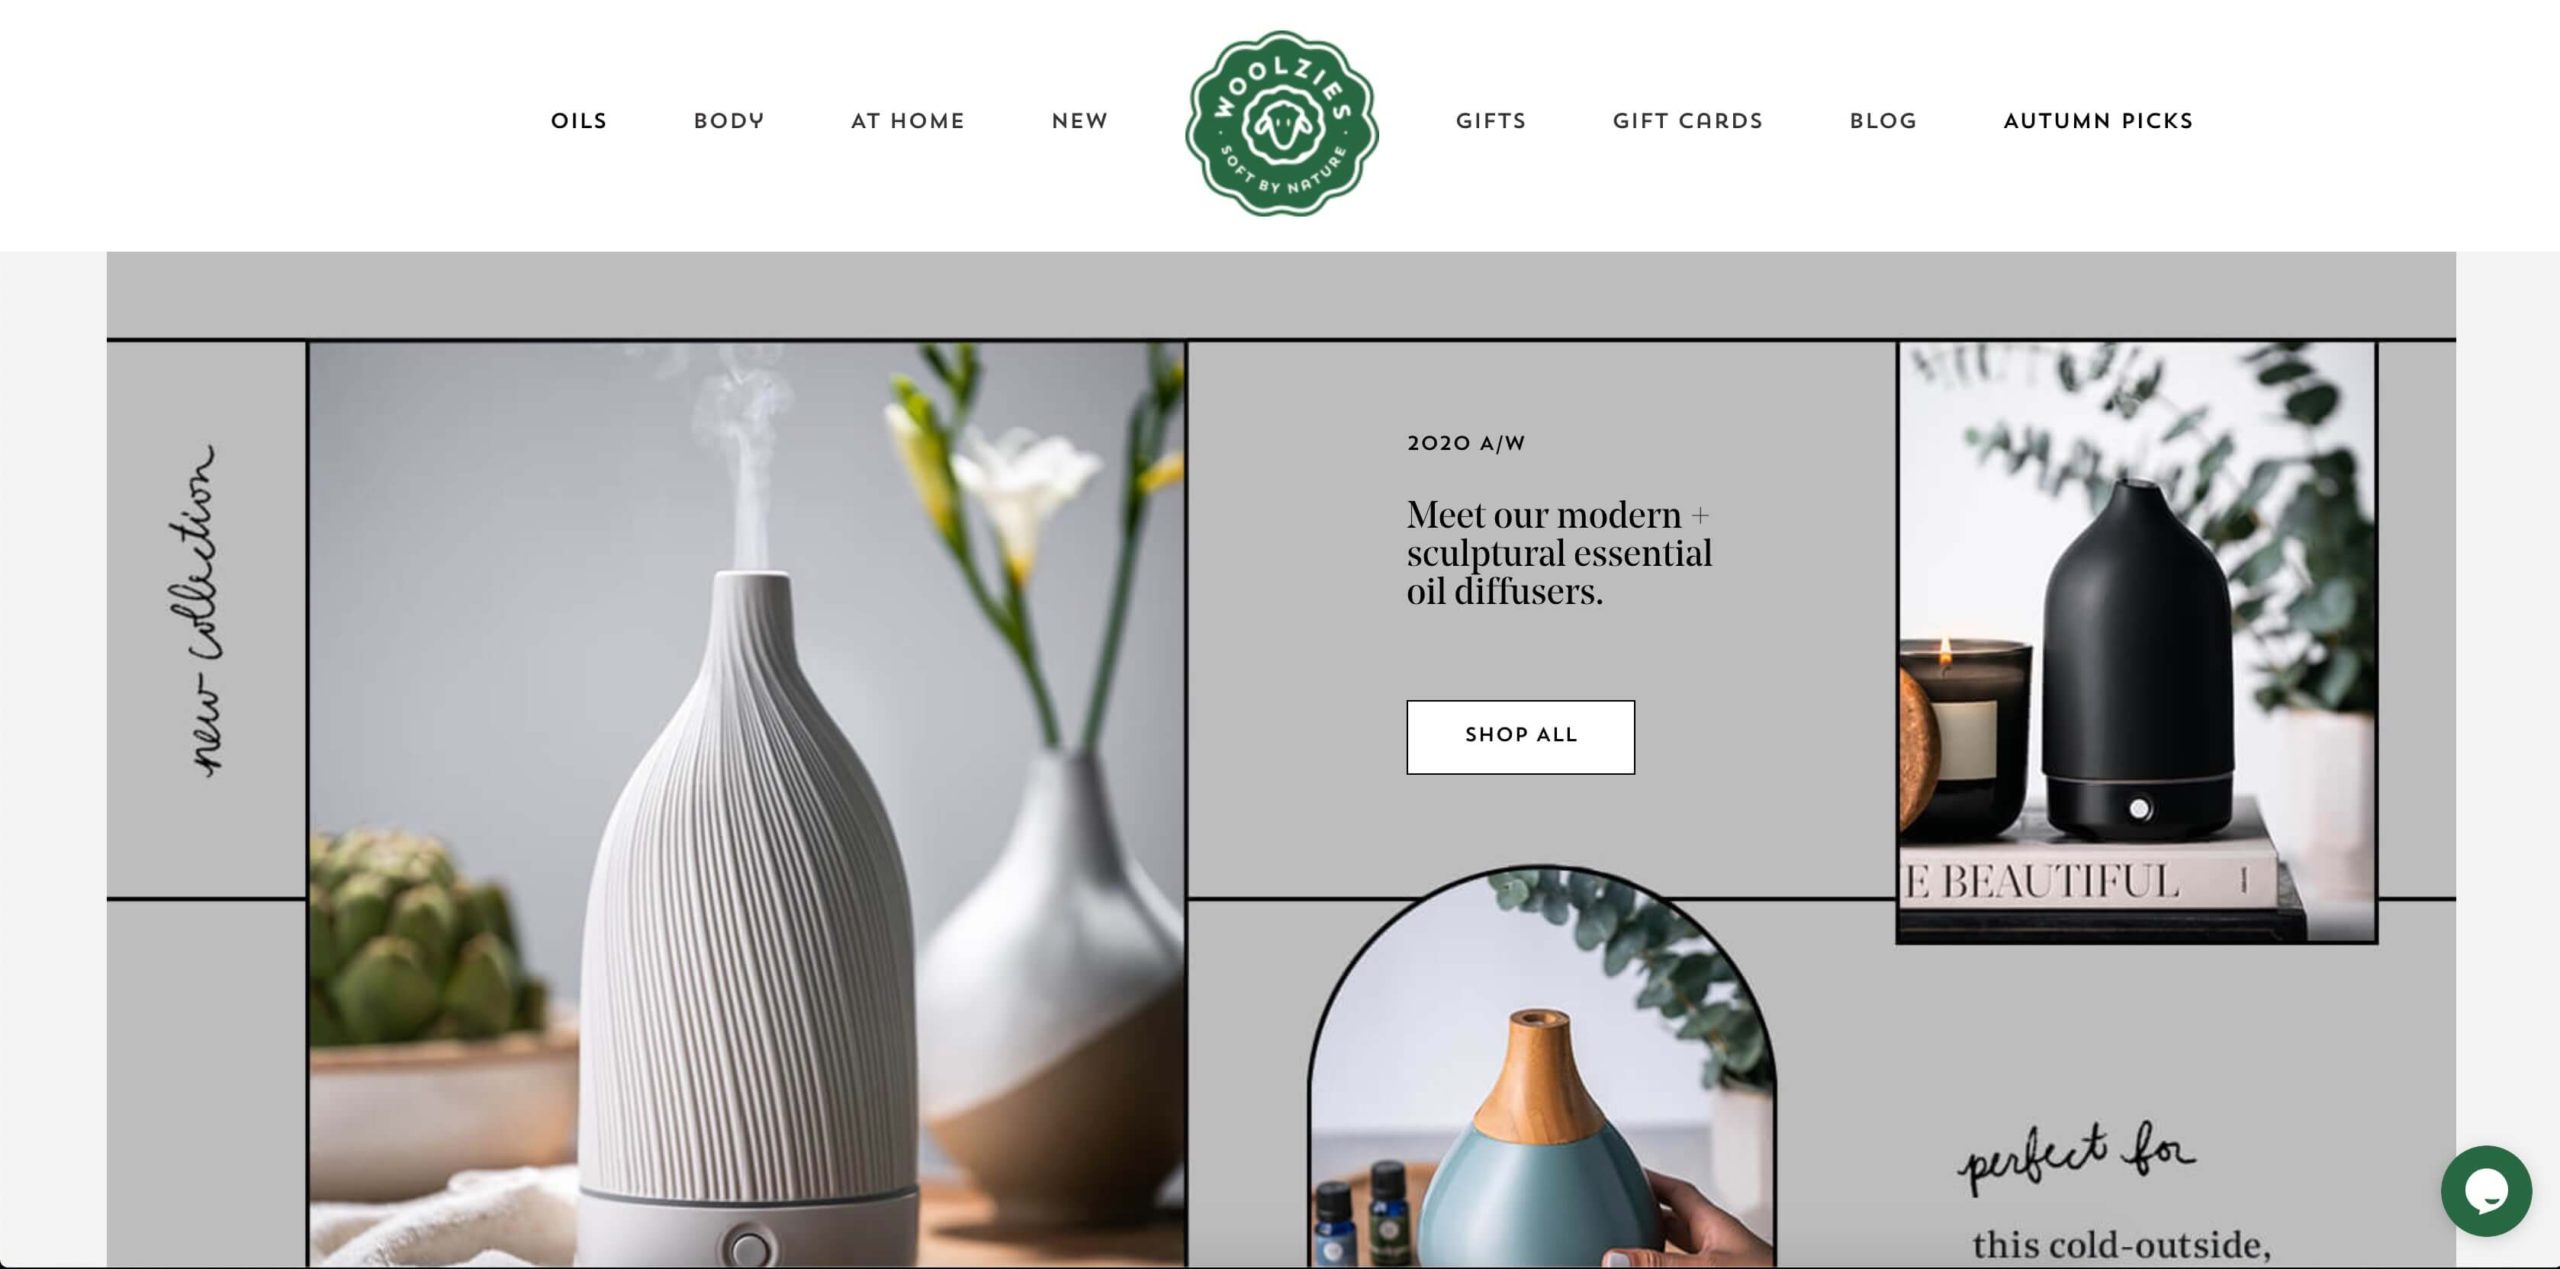 OILS
BODY
AT HOME
NEW
WOOLZIES
SOFT BY NATURE
GIFTS
GIFT CARDS
BLOG
AUTUMN PICKS
new collection
2020 A/W
Meet our modern +
sculptural essential
oil diffusers.
SHOP ALL
E BEAUTIFUL
perfect for
this cold-outside,